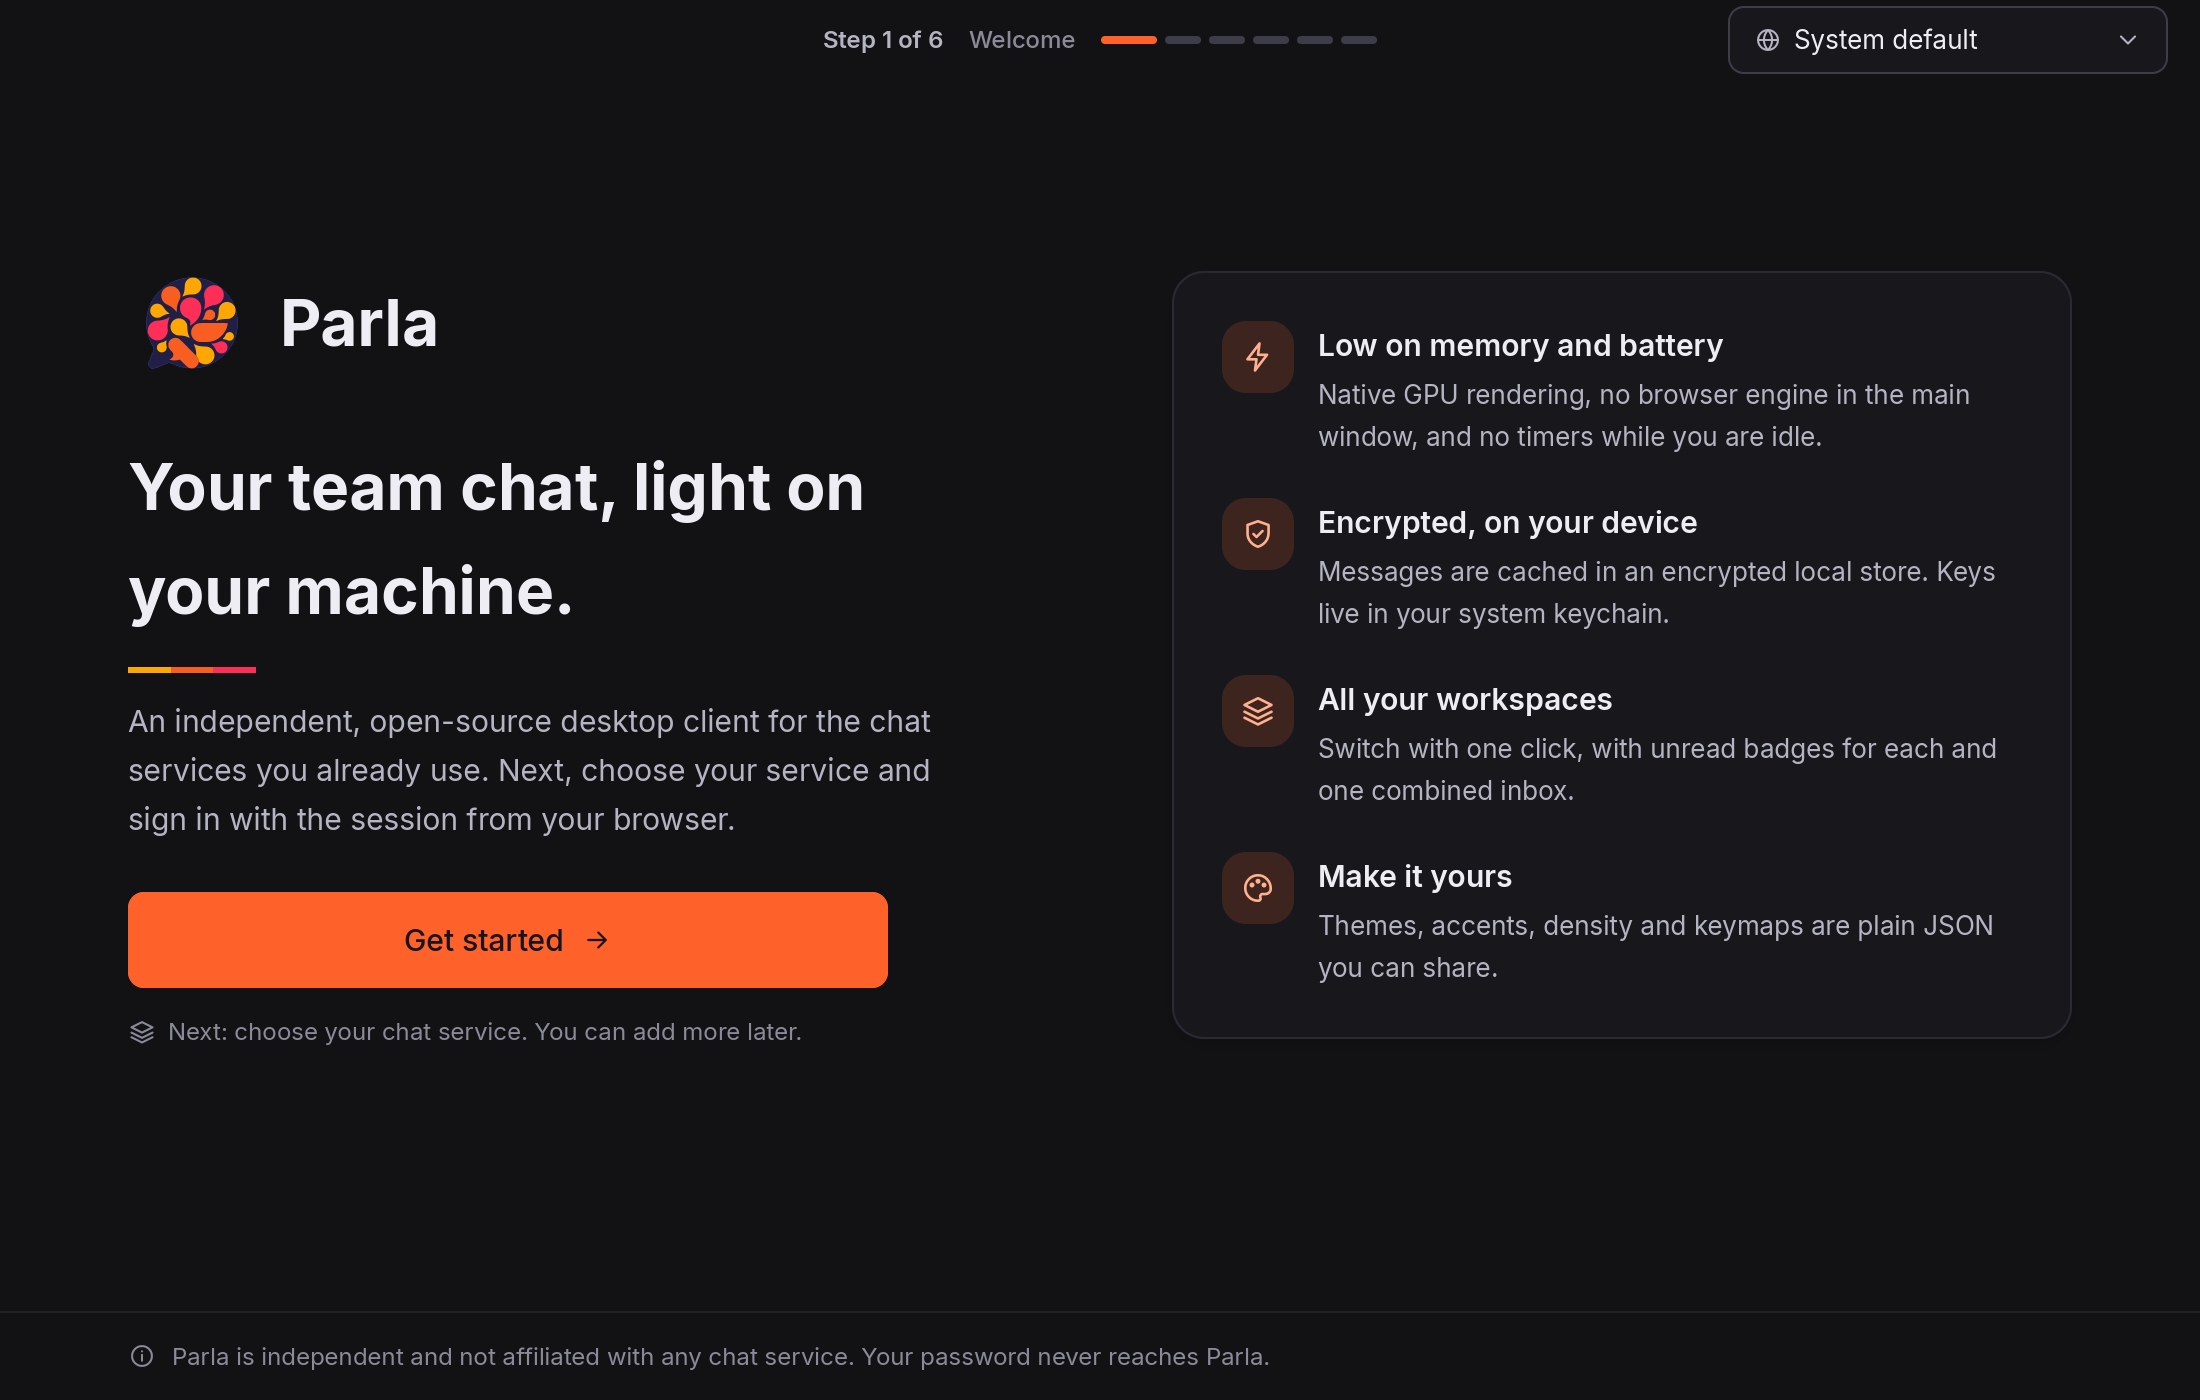 Step 1 of 6 Welcome
System default
Parla
Your team chat, light on
your machine.
An independent, open-source desktop client for the chat
services you already use. Next, choose your service and
sign in with the session from your browser.
Get started
Next: choose your chat service. You can add more later.
Low on memory and battery
Native GPU rendering, no browser engine in the main
window, and no timers while you are idle.
Encrypted, on your device
Messages are cached in an encrypted local store. Keys
live in your system keychain.
All your workspaces
Switch with one click, with unread badges for each and
one combined inbox.
Make it yours
Themes, accents, density and keymaps are plain JSON
you can share.
Parla is independent and not affiliated with any chat service. Your password never reaches Parla.